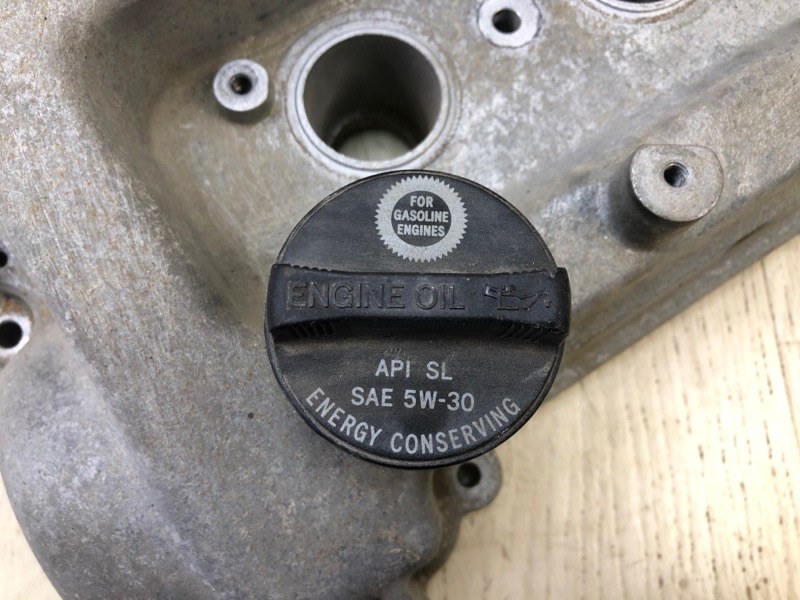 FOR
GASOLINE
ENGINES
ENGINE OIL
API SL
SAE 5W-30
ENERGY CONSERVING